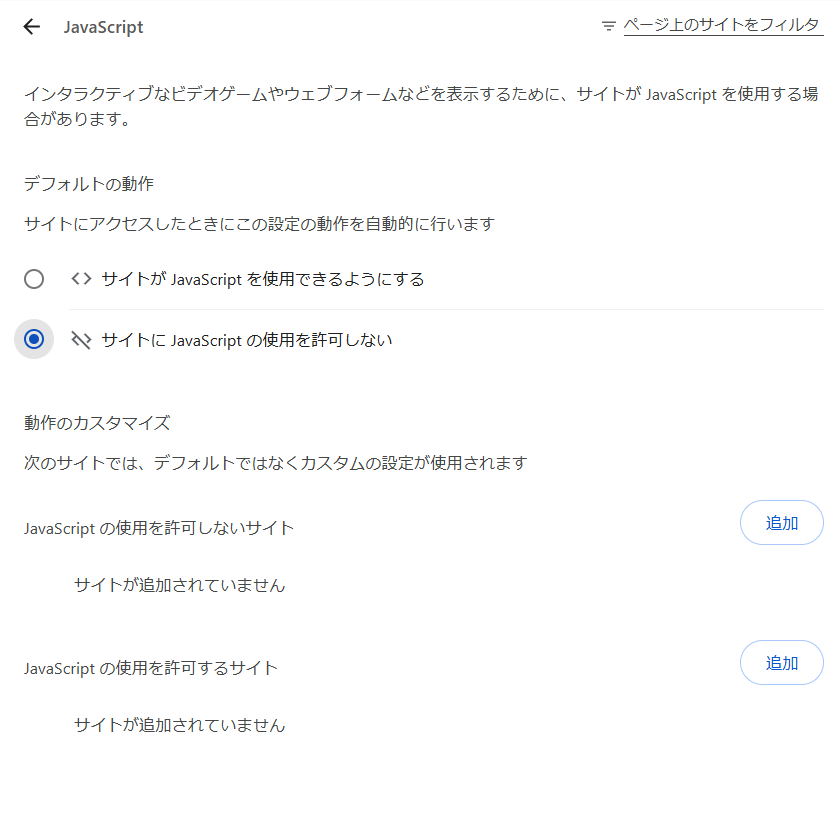 JavaScript
ページ上のサイトをフィルタ
インタラクティブなビデオゲームやウェブフォームなどを表示するために、サイトが JavaScript を使用する場
合があります。
デフォルトの動作
サイトにアクセスしたときにこの設定の動作を自動的に行います
サイトが JavaScript を使用できるようにする
サイトに JavaScript の使用を許可しない
動作のカスタマイズ
次のサイトでは、デフォルトではなくカスタムの設定が使用されます
JavaScript の使用を許可しないサイト
追加
サイトが追加されていません
JavaScript の使用を許可するサイト
追加
サイトが追加されていません